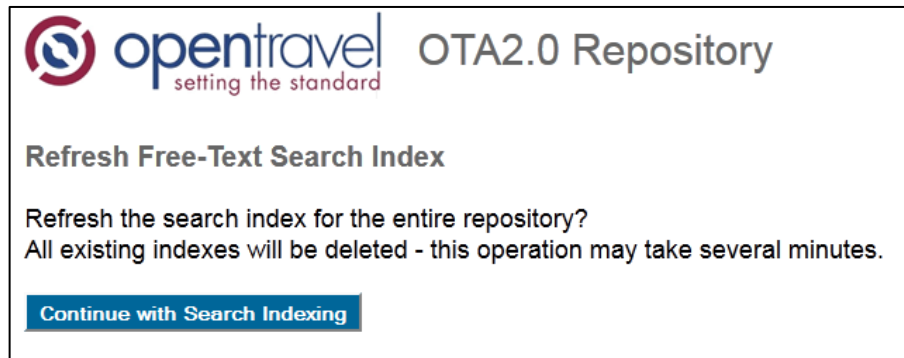 opentravel OTA2.0 Repository
setting the standard
Refresh Free-Text Search Index
Refresh the search index for the entire repository?
All existing indexes will be deleted - this operation may take several minutes.
Continue with Search Indexing